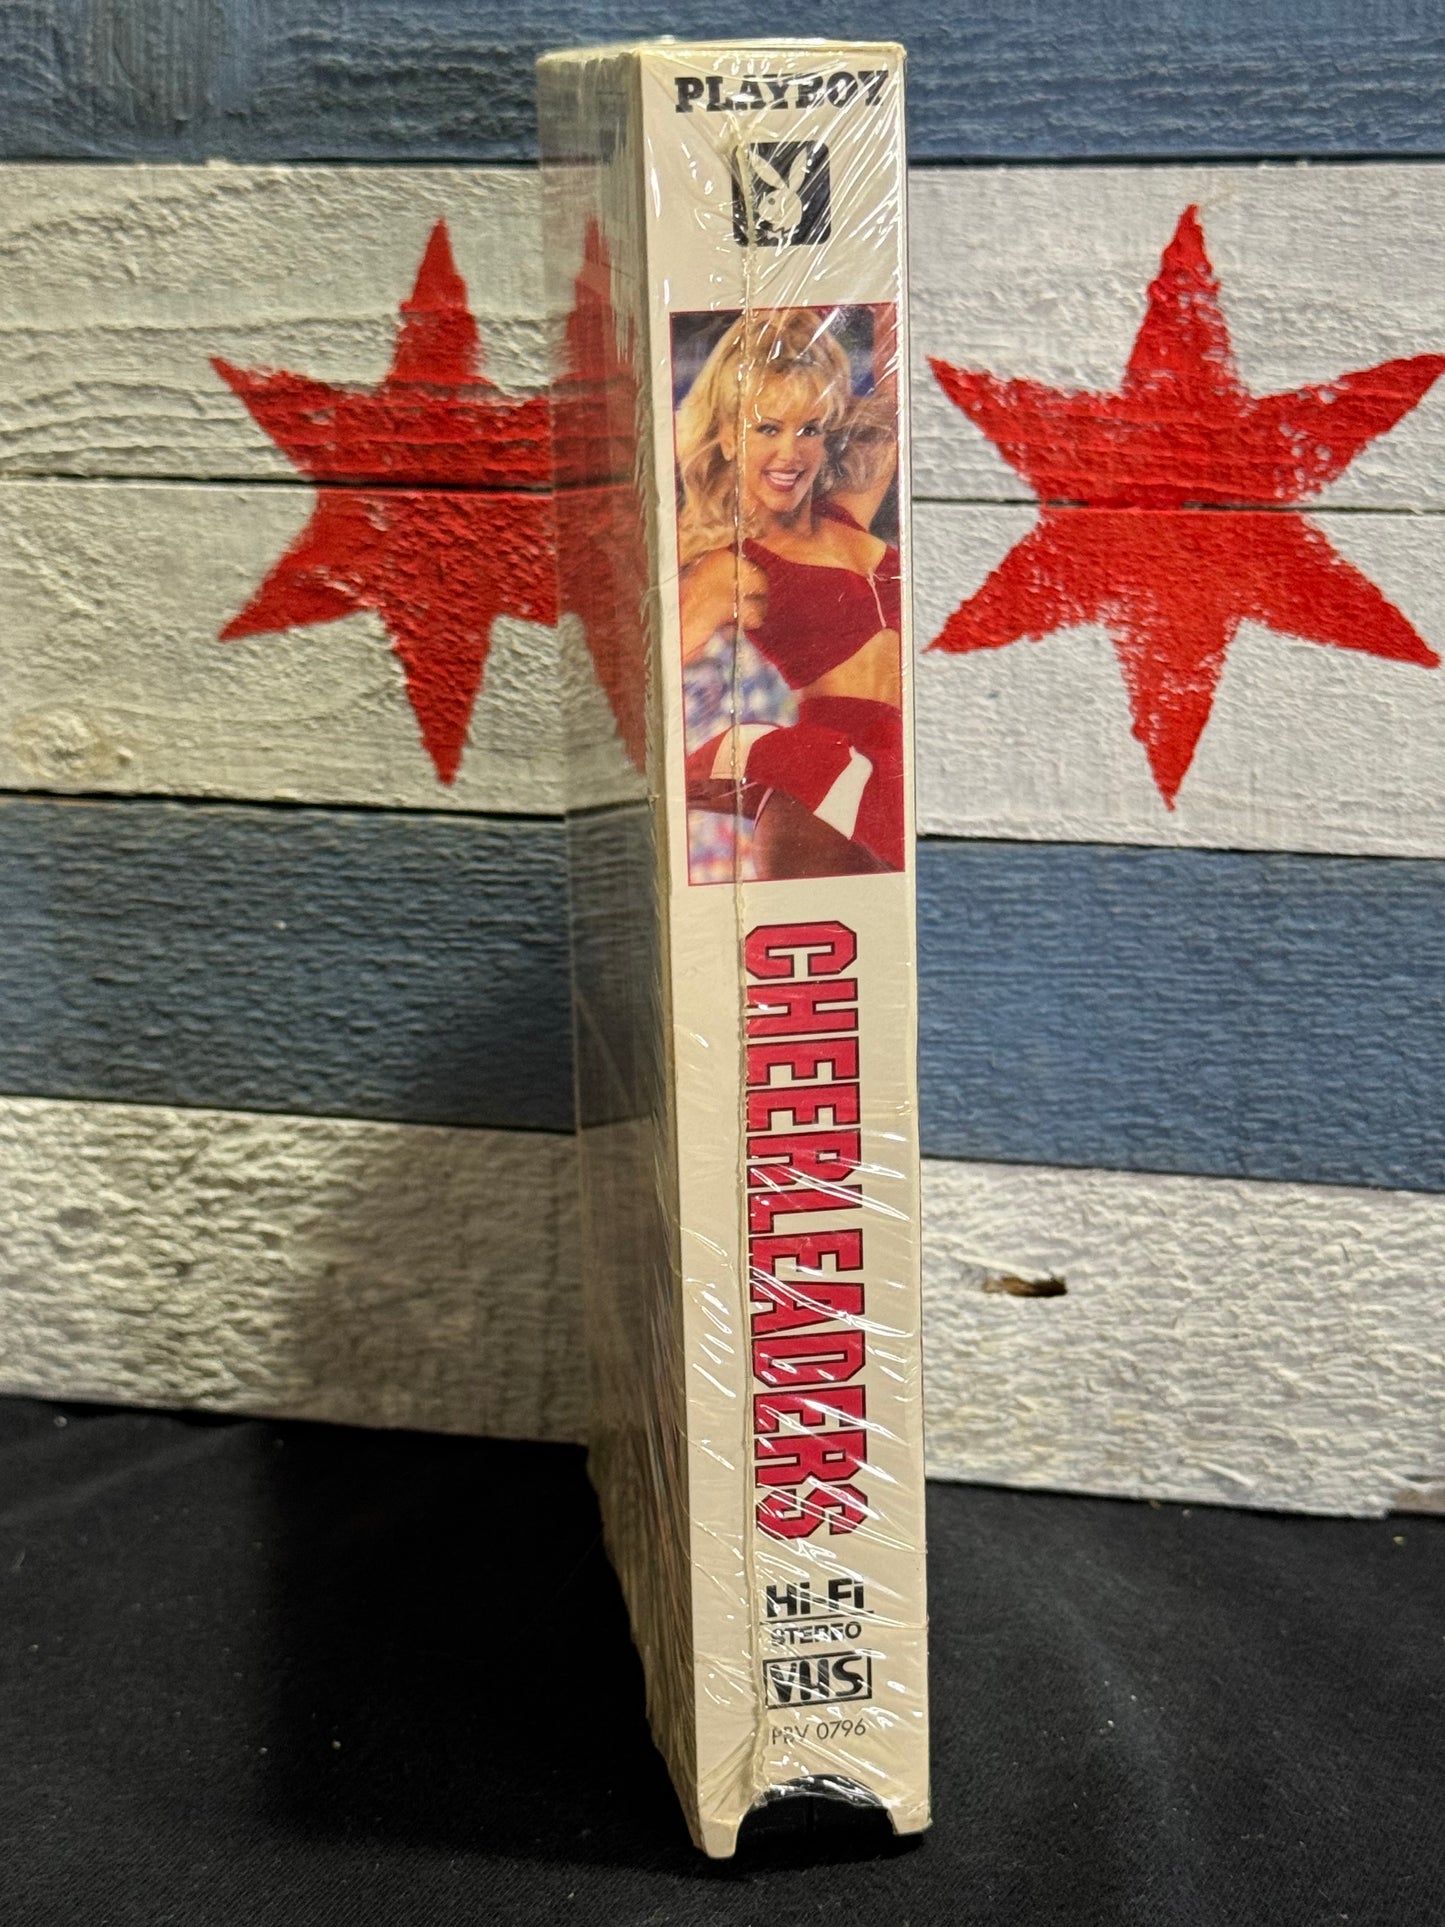 PLAYBOY
CHEERLEADERS
Hi-Fi
STEREO
VHS
PBV 0796